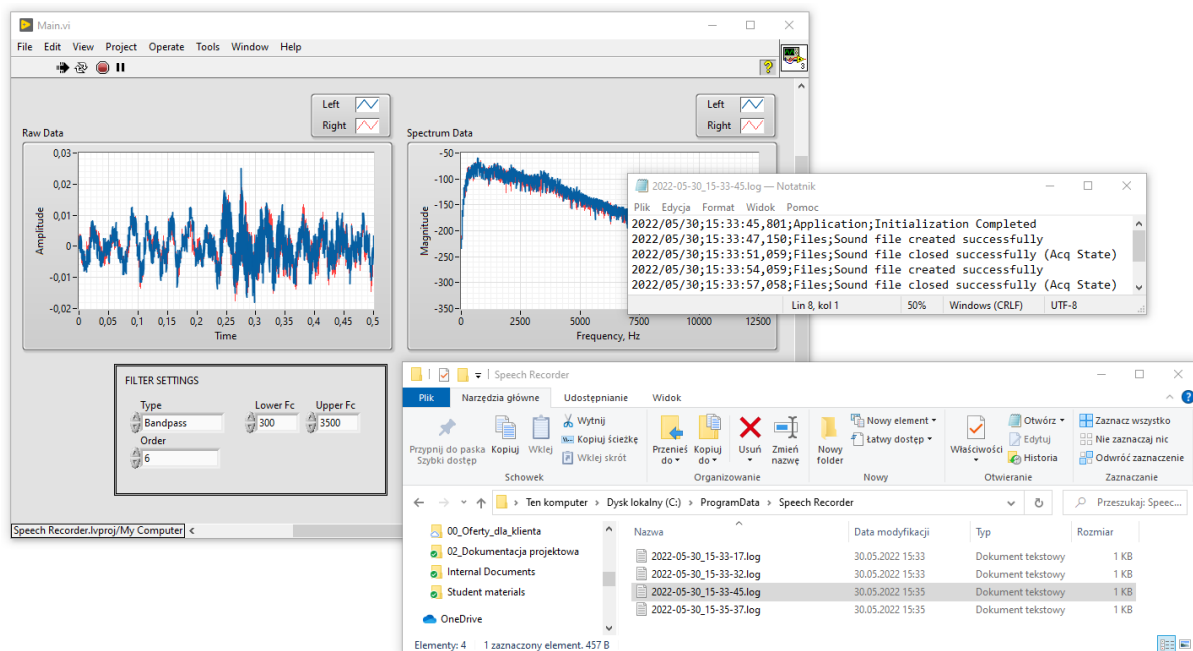 Main.vi
File Edit View Project Operate Tools Window Help
3
Left
Right
Raw Data
0,03
0,02
0,01
0
-0,01
-0,02
Amplitude
0 0,05 0,1 0,15 0,2 0,25 0,3 0,35 0,4 0,45 0,5
Time
Left
Right
Spectrum Data
-50
-100
-150
-200
-250
-300
-350
Magnitude
0 2500 5000 7500 10000 12500
Frequency, Hz
FILTER SETTINGS
Type Lower Fc Upper Fc
Bandpass 300 3500
Order
6
Speech Recorder.lvproj/My Computer <
2022-05-30_15-33-45.log — Notatnik
Plik Edycja Format Widok Pomoc
2022/05/30;15:33:45,801;Application;Initialization Completed
2022/05/30;15:33:47,150;Files;Sound file created successfully
2022/05/30;15:33:51,059;Files;Sound file closed successfully (Acq State)
2022/05/30;15:33:54,059;Files;Sound file created successfully
2022/05/30;15:33:57,058;Files;Sound file closed successfully (Acq State)
Lin 8, kol 1 50% Windows (CRLF) UTF-8
Speech Recorder
Plik Narzędzia główne Udostępnianie Widok
Przypnij do paska Szybki dostęp
Kopiuj
Wklej
Wytnij
Kopiuj ścieżkę
Wklej skrót
Schowek
Przenieś do
Kopiuj do
Usuń
Zmień nazwę
Organizowanie
Nowy folder
Nowy element
Łatwy dostęp
Nowy
Właściwości
Otwórz
Edytuj
Historia
Otwieranie
Zaznacz wszystko
Nie zaznaczaj nic
Odwróć zaznaczenie
Zaznaczanie
Ten komputer > Dysk lokalny (C:) > ProgramData > Speech Recorder
Przeszukaj: Speec...
00_Oferty_dla_klienta
02_Dokumentacja projektowa
Internal Documents
Student materials
OneDrive
Nazwa Data modyfikacji Typ Rozmiar
2022-05-30_15-33-17.log 30.05.2022 15:33 Dokument tekstowy 1 KB
2022-05-30_15-33-32.log 30.05.2022 15:33 Dokument tekstowy 1 KB
2022-05-30_15-33-45.log 30.05.2022 15:35 Dokument tekstowy 1 KB
2022-05-30_15-35-37.log 30.05.2022 15:35 Dokument tekstowy 1 KB
Elementy: 4 1 zaznaczony element. 457 B